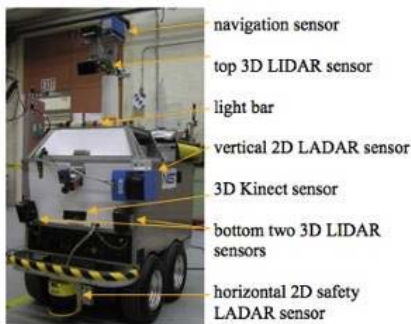 navigation sensor
top 3D LIDAR sensor
light bar
vertical 2D LADAR sensor
3D Kinect sensor
bottom two 3D LIDAR
sensors
horizontal 2D safety
LADAR sensor